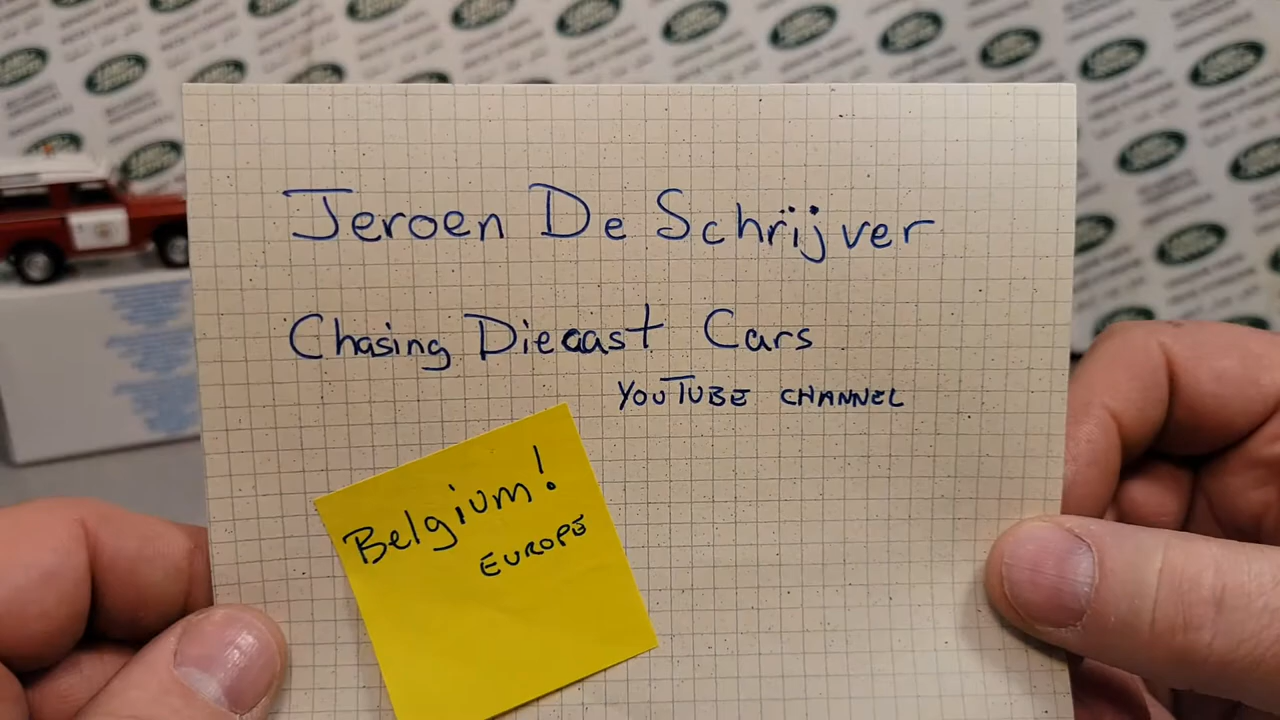 Jeroen De Schrijver
Chasing Diecast Cars
YOUTUBE CHANNEL
Belgium!
EUROPE